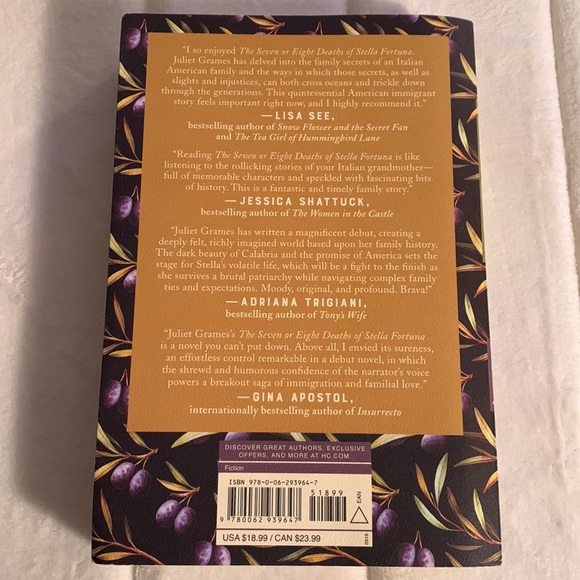 "I so enjoyed The Seven or Eight Deaths of Stella Fortuna.
Juliet Grames has delved into the family secrets of an Italian
American family and the ways in which those secrets, as well as
slights and injustices, can both cross oceans and trickle down
through the generations. This quintessential American immigrant
story feels important right now, and I highly recommend it."
—LISA SEE,
bestselling author of Snow Flower and the Secret Fan
and The Tea Girl of Hummingbird Lane
"Reading The Seven or Eight Deaths of Stella Fortuna is like
listening to the rollicking stories of your Italian grandmother—
full of memorable characters and speckled with fascinating bits
of history. This is a fantastic and timely family story."
—JESSICA SHATTUCK,
bestselling author of The Women in the Castle
"Juliet Grames has written a magnificent debut, creating a
deeply felt, richly imagined world based upon her family history.
The dark beauty of Calabria and the promise of America sets the
stage for Stella's volatile life, which will be a fight to the finish as
she survives a brutal patriarchy while navigating complex family
ties and expectations. Moody, original, and profound. Brava!"
—ADRIANA TRIGIANI,
bestselling author of Tony's Wife
"Juliet Grames's The Seven or Eight Deaths of Stella Fortuna
is a novel you can't put down. Above all, I envied its sureness,
an effortless control remarkable in a debut novel, in which
the shrewd and humorous confidence of the narrator's voice
powers a breakout saga of immigration and familial love."
—GINA APOSTOL,
internationally bestselling author of Insurrecto
DISCOVER GREAT AUTHORS, EXCLUSIVE
OFFERS, AND MORE AT HC.COM.
Fiction
ISBN 978-0-06-293964-7
51899
9 780062 939647
EAN
USA $18.99 / CAN $23.99